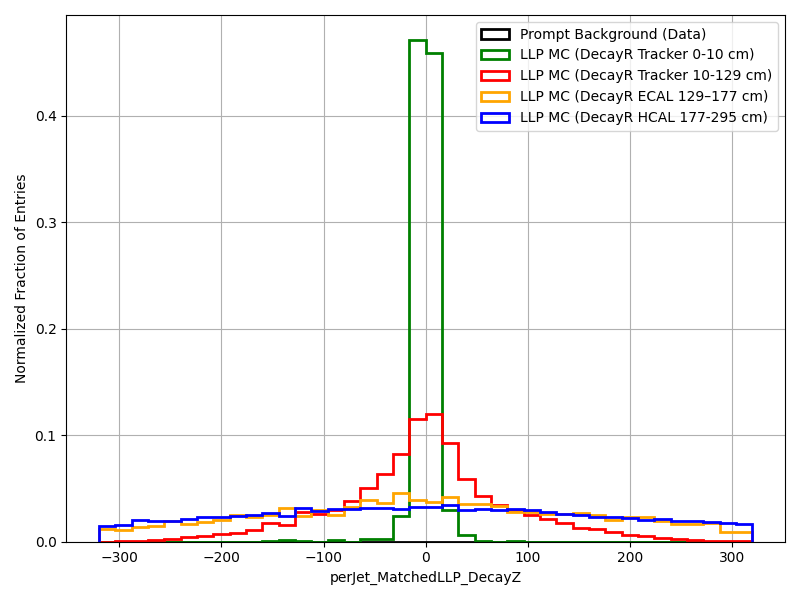 Prompt Background (Data)
LLP MC (DecayR Tracker 0-10 cm)
LLP MC (DecayR Tracker 10-129 cm)
LLP MC (DecayR ECAL 129–177 cm)
LLP MC (DecayR HCAL 177-295 cm)
Normalized Fraction of Entries
0.4
0.3
0.2
0.1
0.0
−300 −200 −100 0 100 200 300
perJet_MatchedLLP_DecayZ